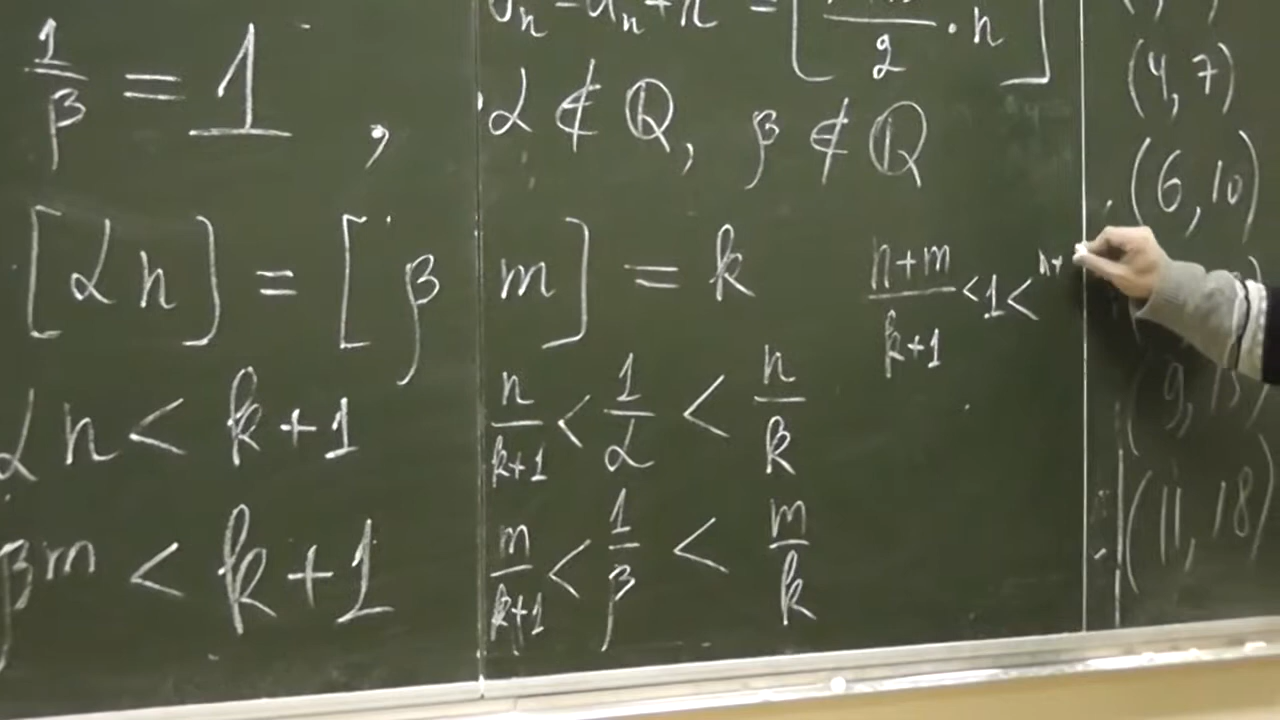 1/β = 1 ,
[αn] = [βm] = k
αn < k+1
βm < k+1
α ∉ Q, β ∉ Q
n/(k+1) < 1/α < n/k
m/(k+1) < 1/β < m/k
(n+m)/(k+1) < 1 < n+
(4, 7)
(6, 10)
(11, 18)